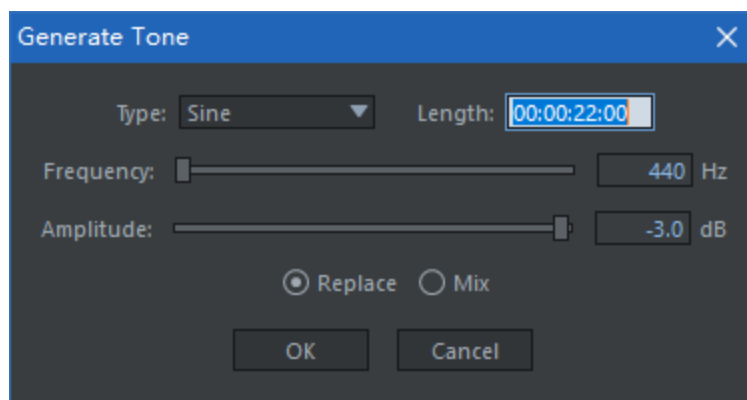 Generate Tone
Type: Sine Length: 00:00:22:00
Frequency: 440 Hz
Amplitude: -3.0 dB
Replace Mix
OK Cancel